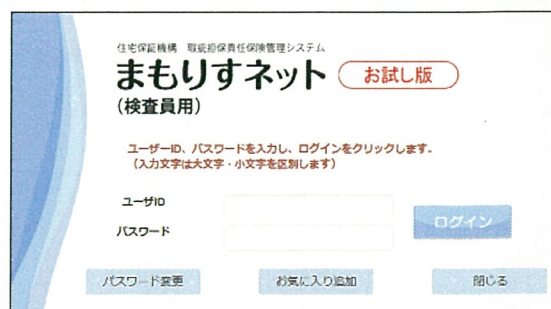 住宅保証機構 瑕疵担保責任保険管理システム
まもりすネット お試し版
(検査員用)
ユーザーID、パスワードを入力し、ログインをクリックします。
(入力文字は大文字・小文字を区別します)
ユーザID
パスワード
ログイン
パスワード変更 お気に入り追加 閉じる